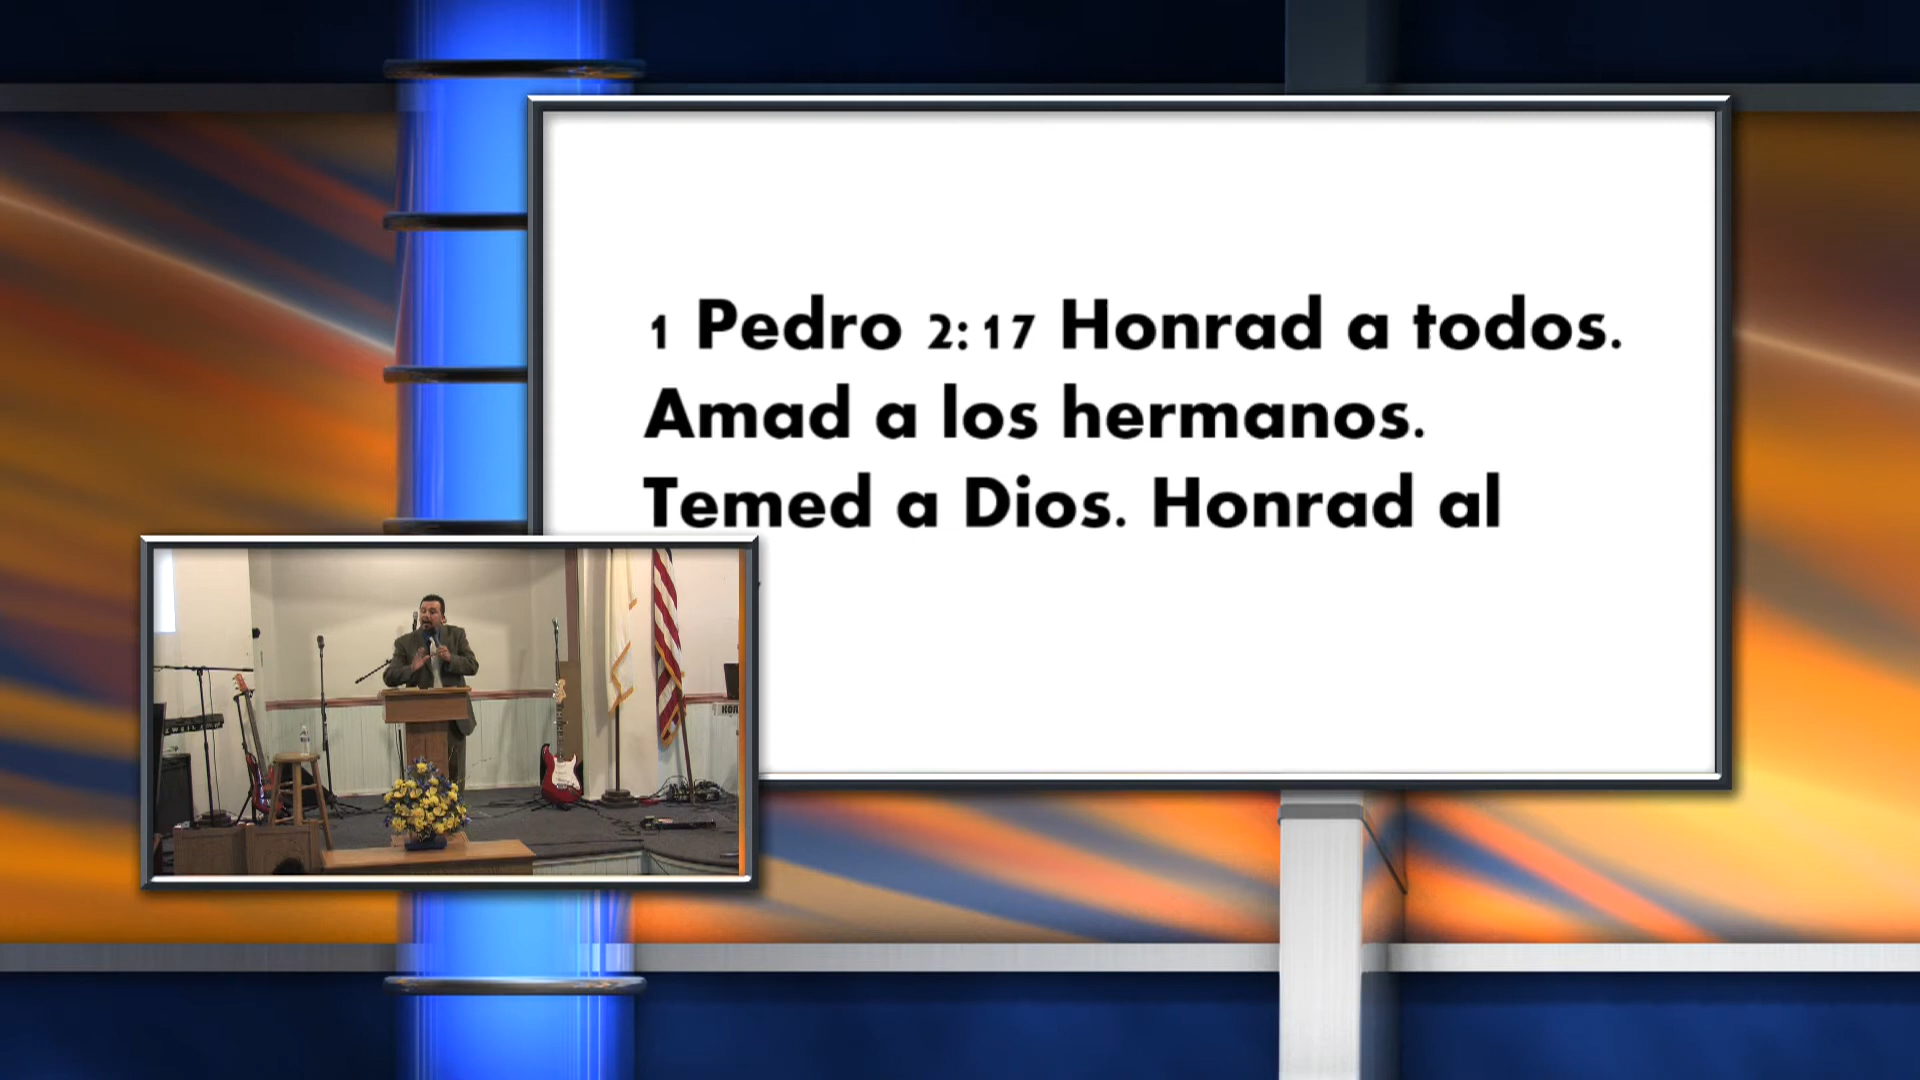 1 Pedro 2:17 Honrad a todos.
Amad a los hermanos.
Temed a Dios. Honrad al